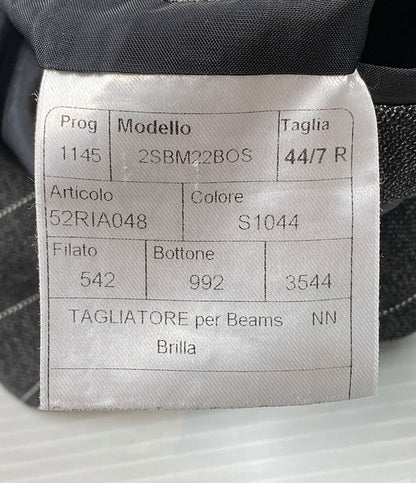 Prog Modello Taglia
1145 2SBM22BOS 44/7 R
Articolo Colore
52RIA048 S1044
Filato Bottone
542 992 3544
TAGLIATORE per Beams NN
Brilla